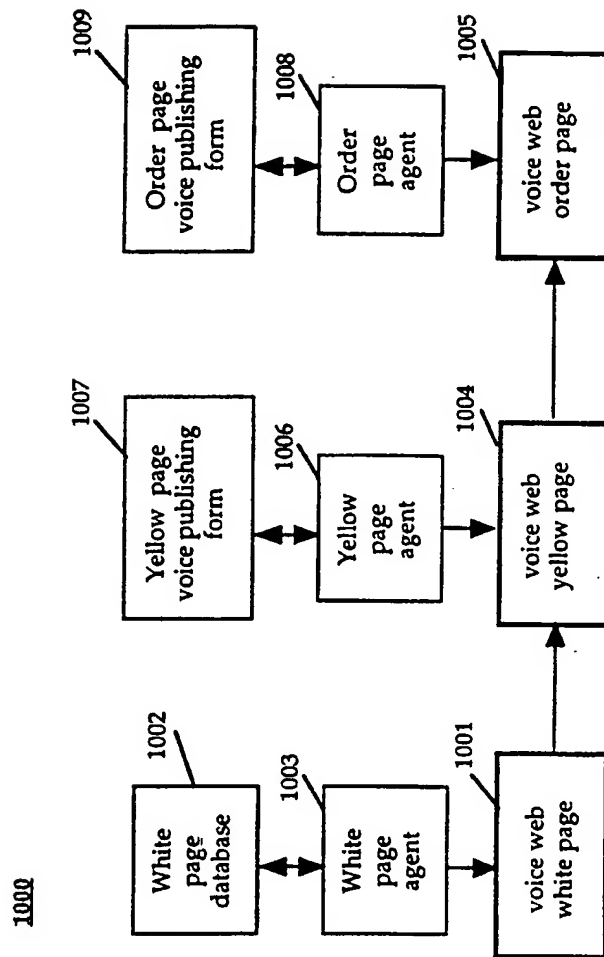 1000
White
page
database
1002
White
page
agent
1003
voice web
white page
1001
Yellow page
voice publishing
form
1007
Yellow
page
agent
1006
voice web
yellow page
1004
Order page
voice publishing
form
1009
Order
page
agent
1008
voice web
order page
1005